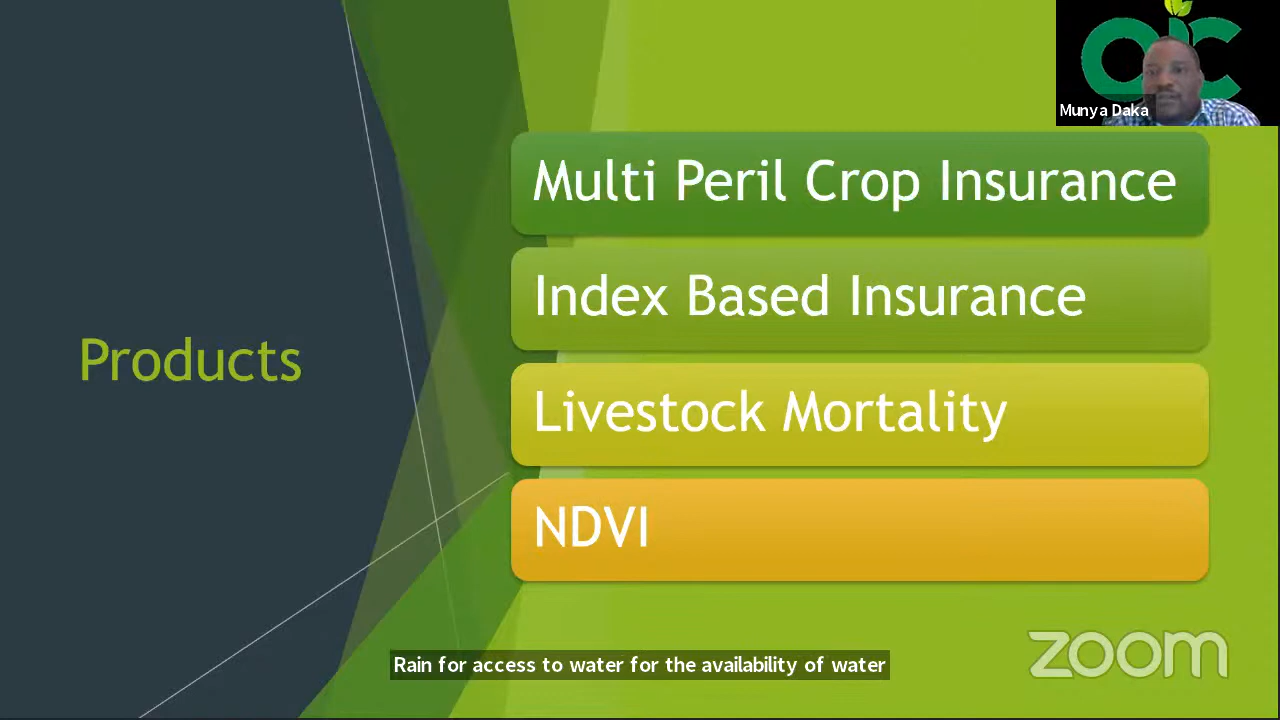 Munya Daka
Multi Peril Crop Insurance
Index Based Insurance
Products
Livestock Mortality
NDVI
Rain for access to water for the availability of water
zoom